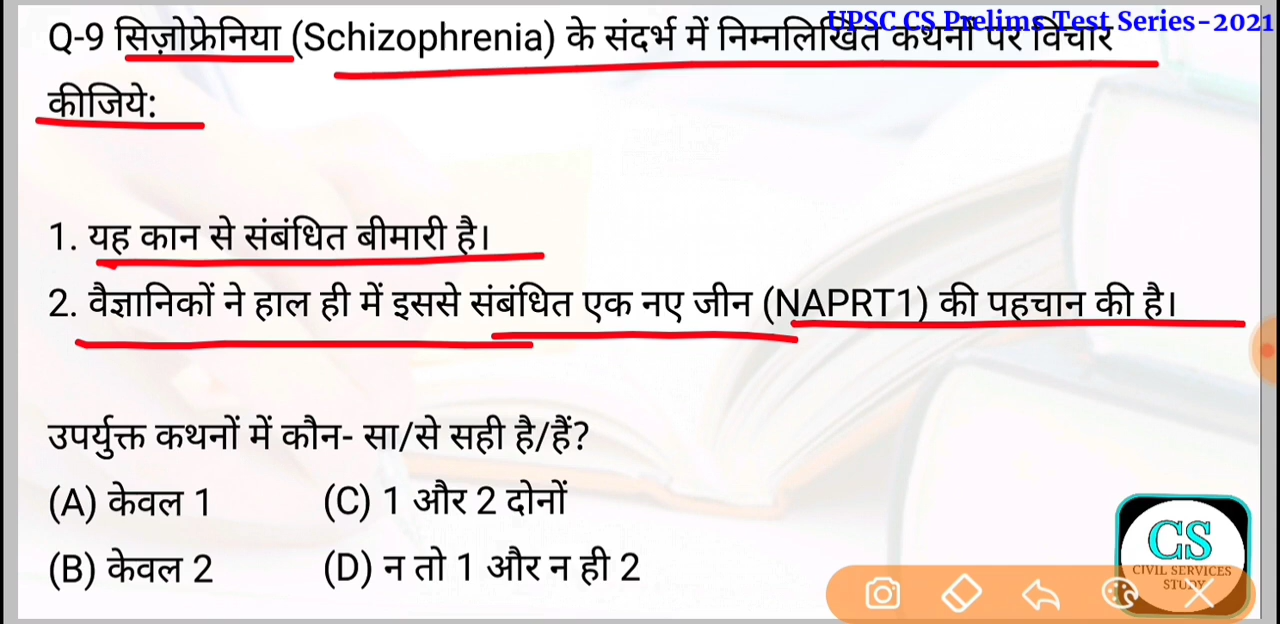 UPSC CS Prelims Test Series-2021
Q-9 सिज़ोफ्रेनिया (Schizophrenia) के संदर्भ में निम्नलिखित कथनों पर विचार
कीजिये:
1. यह कान से संबंधित बीमारी है।
2. वैज्ञानिकों ने हाल ही में इससे संबंधित एक नए जीन (NAPRT1) की पहचान की है।
उपर्युक्त कथनों में कौन- सा/से सही है/हैं?
(A) केवल 1 (C) 1 और 2 दोनों
(B) केवल 2 (D) न तो 1 और न ही 2
CS
CIVIL SERVICES
STUDY